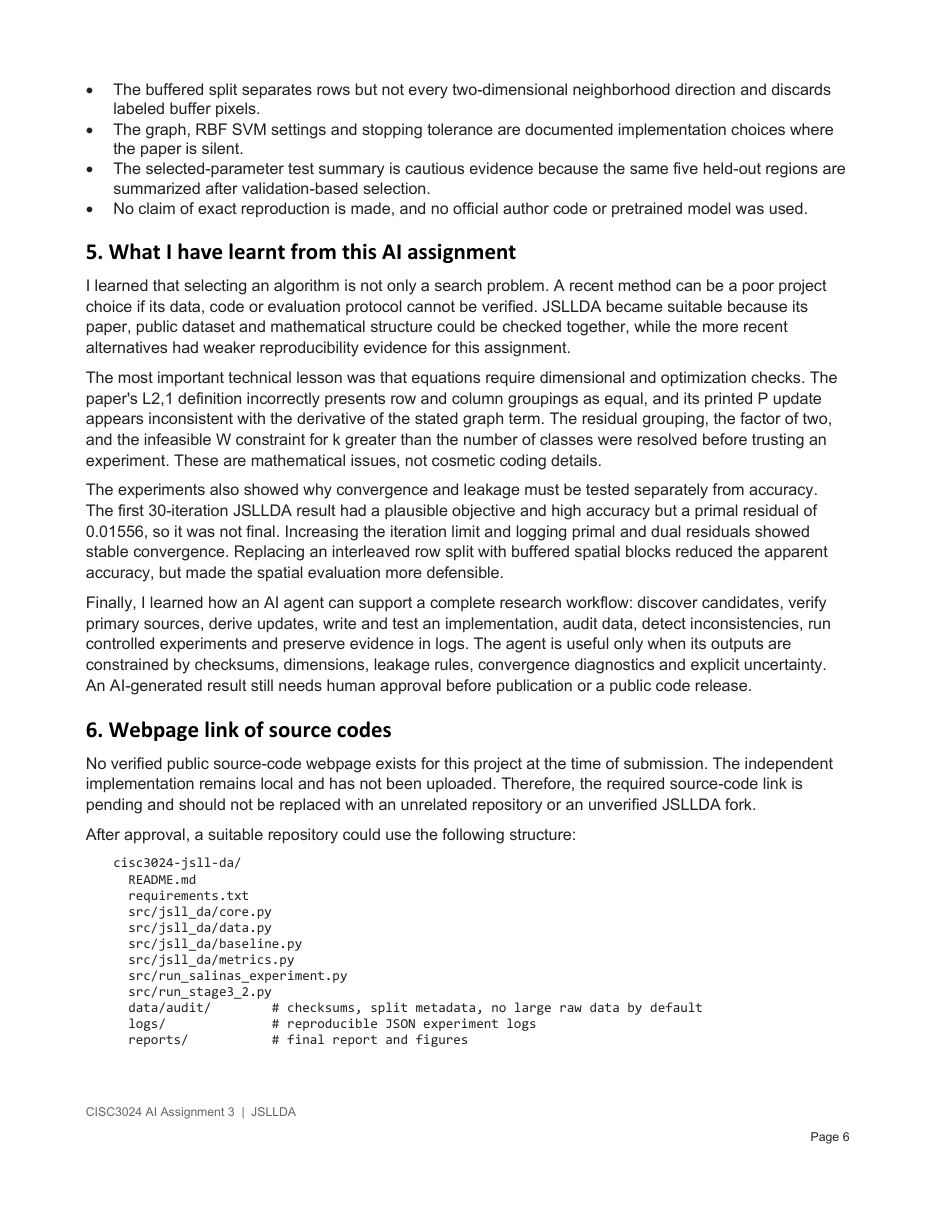 • The buffered split separates rows but not every two-dimensional neighborhood direction and discards
labeled buffer pixels.
• The graph, RBF SVM settings and stopping tolerance are documented implementation choices where
the paper is silent.
• The selected-parameter test summary is cautious evidence because the same five held-out regions are
summarized after validation-based selection.
• No claim of exact reproduction is made, and no official author code or pretrained model was used.
5. What I have learnt from this AI assignment
I learned that selecting an algorithm is not only a search problem. A recent method can be a poor project
choice if its data, code or evaluation protocol cannot be verified. JSLLDA became suitable because its
paper, public dataset and mathematical structure could be checked together, while the more recent
alternatives had weaker reproducibility evidence for this assignment.
The most important technical lesson was that equations require dimensional and optimization checks. The
paper's L2,1 definition incorrectly presents row and column groupings as equal, and its printed P update
appears inconsistent with the derivative of the stated graph term. The residual grouping, the factor of two,
and the infeasible W constraint for k greater than the number of classes were resolved before trusting an
experiment. These are mathematical issues, not cosmetic coding details.
The experiments also showed why convergence and leakage must be tested separately from accuracy.
The first 30-iteration JSLLDA result had a plausible objective and high accuracy but a primal residual of
0.01556, so it was not final. Increasing the iteration limit and logging primal and dual residuals showed
stable convergence. Replacing an interleaved row split with buffered spatial blocks reduced the apparent
accuracy, but made the spatial evaluation more defensible.
Finally, I learned how an AI agent can support a complete research workflow: discover candidates, verify
primary sources, derive updates, write and test an implementation, audit data, detect inconsistencies, run
controlled experiments and preserve evidence in logs. The agent is useful only when its outputs are
constrained by checksums, dimensions, leakage rules, convergence diagnostics and explicit uncertainty.
An AI-generated result still needs human approval before publication or a public code release.
6. Webpage link of source codes
No verified public source-code webpage exists for this project at the time of submission. The independent
implementation remains local and has not been uploaded. Therefore, the required source-code link is
pending and should not be replaced with an unrelated repository or an unverified JSLLDA fork.
After approval, a suitable repository could use the following structure:
cisc3024-jsll-da/
  README.md
  requirements.txt
  src/jsll_da/core.py
  src/jsll_da/data.py
  src/jsll_da/baseline.py
  src/jsll_da/metrics.py
  src/run_salinas_experiment.py
  src/run_stage3_2.py
  data/audit/        # checksums, split metadata, no large raw data by default
  logs/              # reproducible JSON experiment logs
  reports/           # final report and figures
CISC3024 AI Assignment 3 | JSLLDA
Page 6